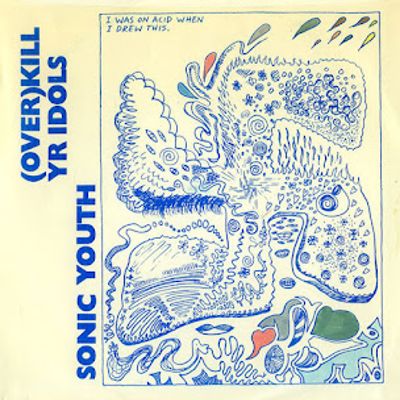 I WAS ON ACID WHEN
I DREW THIS.
(OVER)KILL
YR IDOLS
SONIC YOUTH